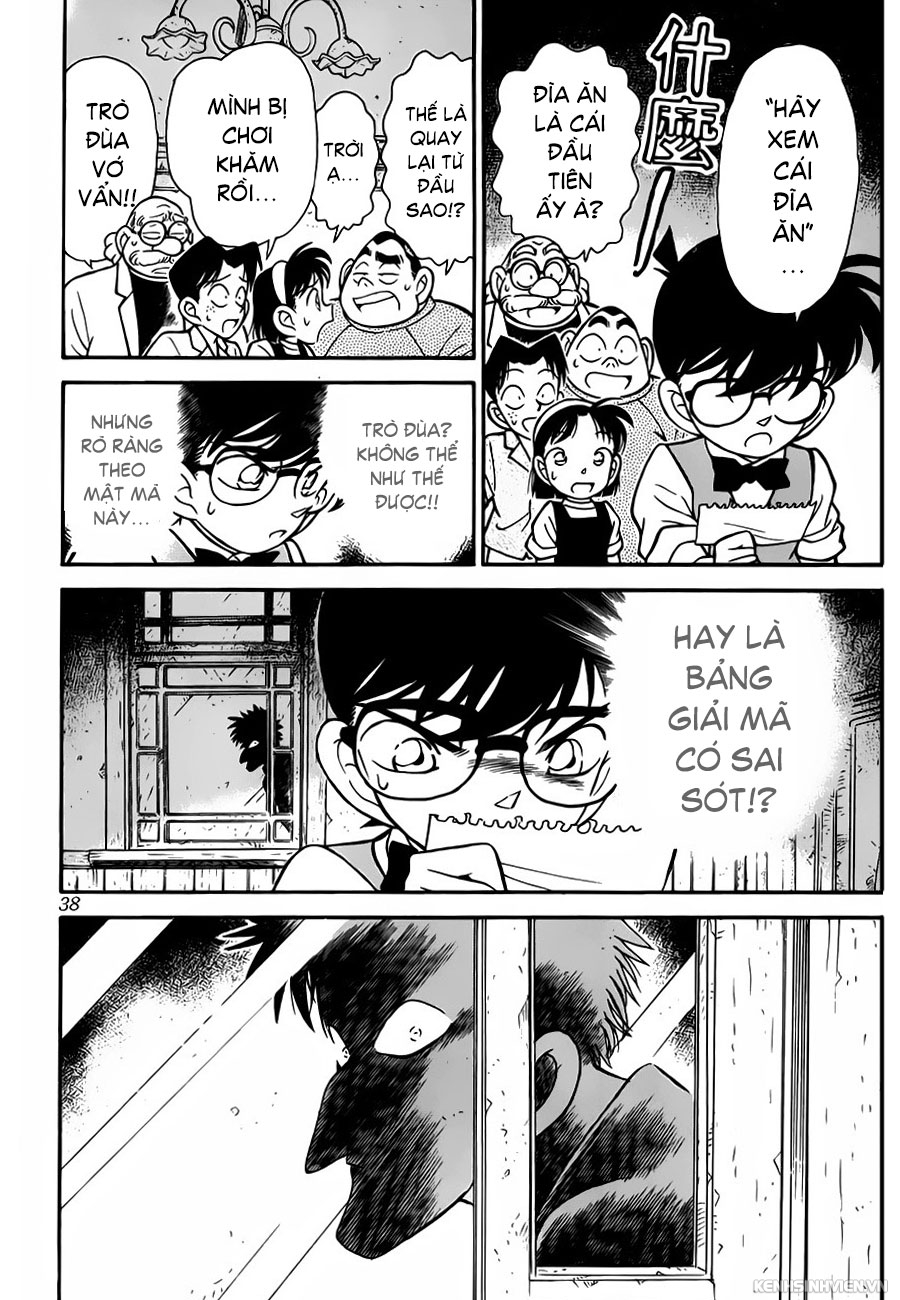 "HÃY
XEM
CÁI
ĐĨA
ĂN"
...
什麼!
ĐĨA ĂN
LÀ CÁI
ĐẦU
TIÊN
ẤY À?
THẾ LÀ
QUAY
LẠI TỪ
ĐẦU
SAO!?
TRỜI
Ạ...
MÌNH BỊ
CHƠI
KHĂM
RỒI...
TRÒ
ĐÙA
VỚ
VẨN!!
TRÒ ĐÙA?
KHÔNG THỂ
NHƯ THẾ
ĐƯỢC!!
NHƯNG
RÕ RÀNG
THEO
MẬT MÃ
NÀY...
HAY LÀ
BẢNG
GIẢI MÃ
CÓ SAI
SÓT!?
38
KENHSINHVIEN.VN